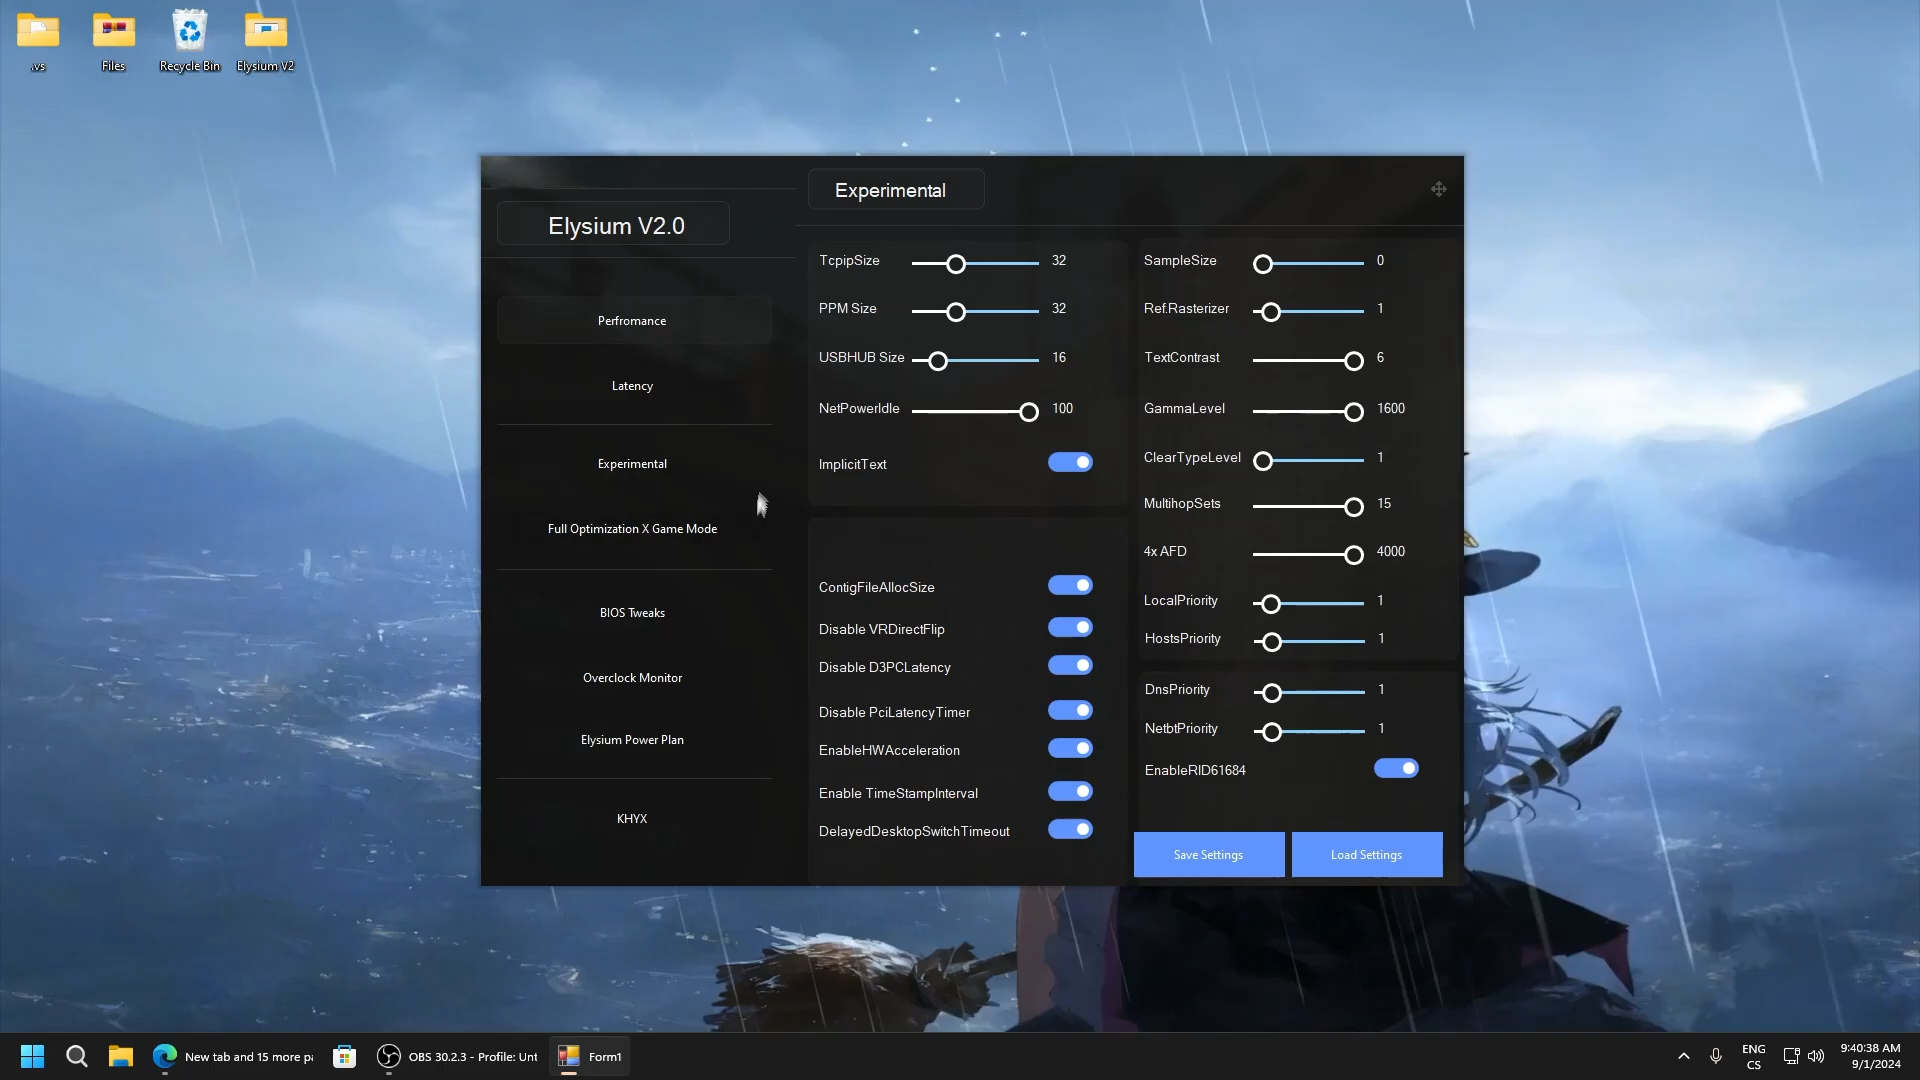 .vs
Files
Recycle Bin
Elysium V2
Elysium V2.0
Perfromance
Latency
Experimental
Full Optimization X Game Mode
BIOS Tweaks
Overclock Monitor
Elysium Power Plan
KHYX
Experimental
TcpipSize 32
PPM Size 32
USBHUB Size 16
NetPowerIdle 100
ImplicitText
ContigFileAllocSize
Disable VRDirectFlip
Disable D3PCLatency
Disable PciLatencyTimer
EnableHWAcceleration
Enable TimeStampInterval
DelayedDesktopSwitchTimeout
SampleSize 0
Ref.Rasterizer 1
TextContrast 6
GammaLevel 1600
ClearTypeLevel 1
MultihopSets 15
4x AFD 4000
LocalPriority 1
HostsPriority 1
DnsPriority 1
NetbtPriority 1
EnableRID61684
Save Settings
Load Settings
New tab and 15 more pa
OBS 30.2.3 - Profile: Unt
Form1
ENG
CS
9:40:38 AM
9/1/2024